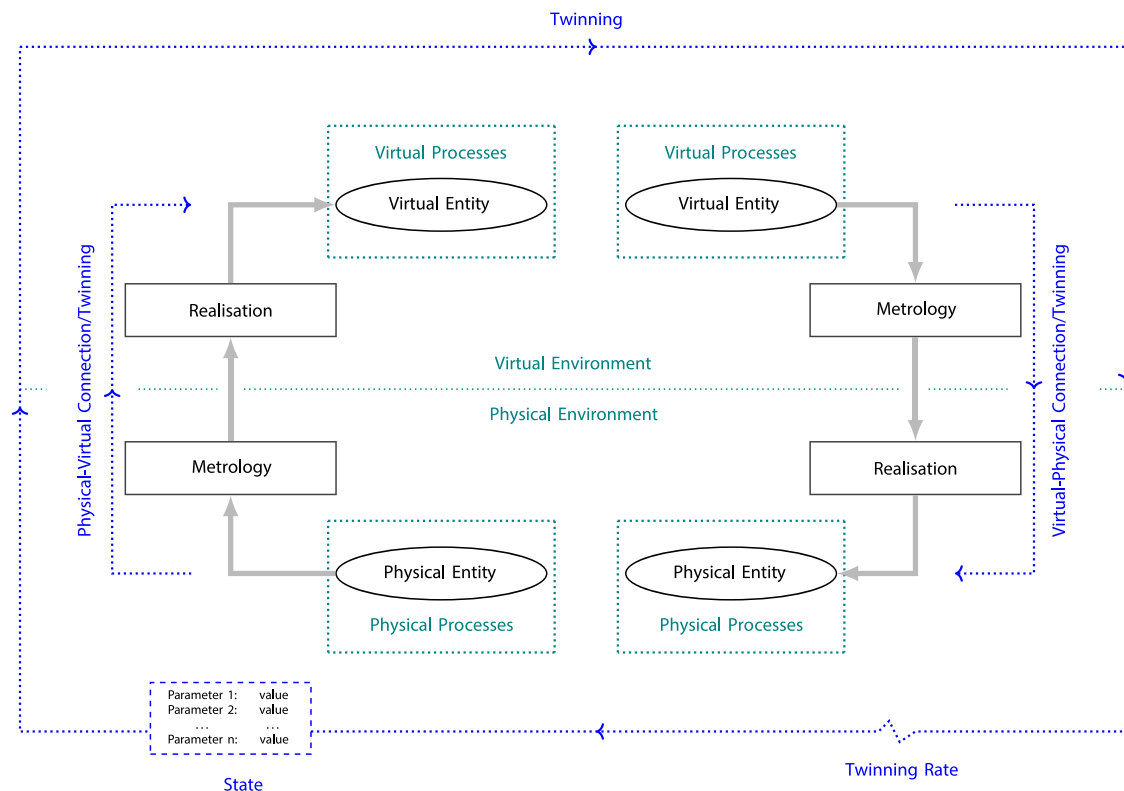 Twinning
Virtual Processes
Virtual Processes
Virtual Entity
Virtual Entity
Physical-Virtual Connection/Twinning
Realisation
Metrology
Virtual-Physical Connection/Twinning
Virtual Environment
Physical Environment
Metrology
Realisation
Physical Entity
Physical Entity
Physical Processes
Physical Processes
Parameter 1: value
Parameter 2: value
... ...
Parameter n: value
State
Twinning Rate